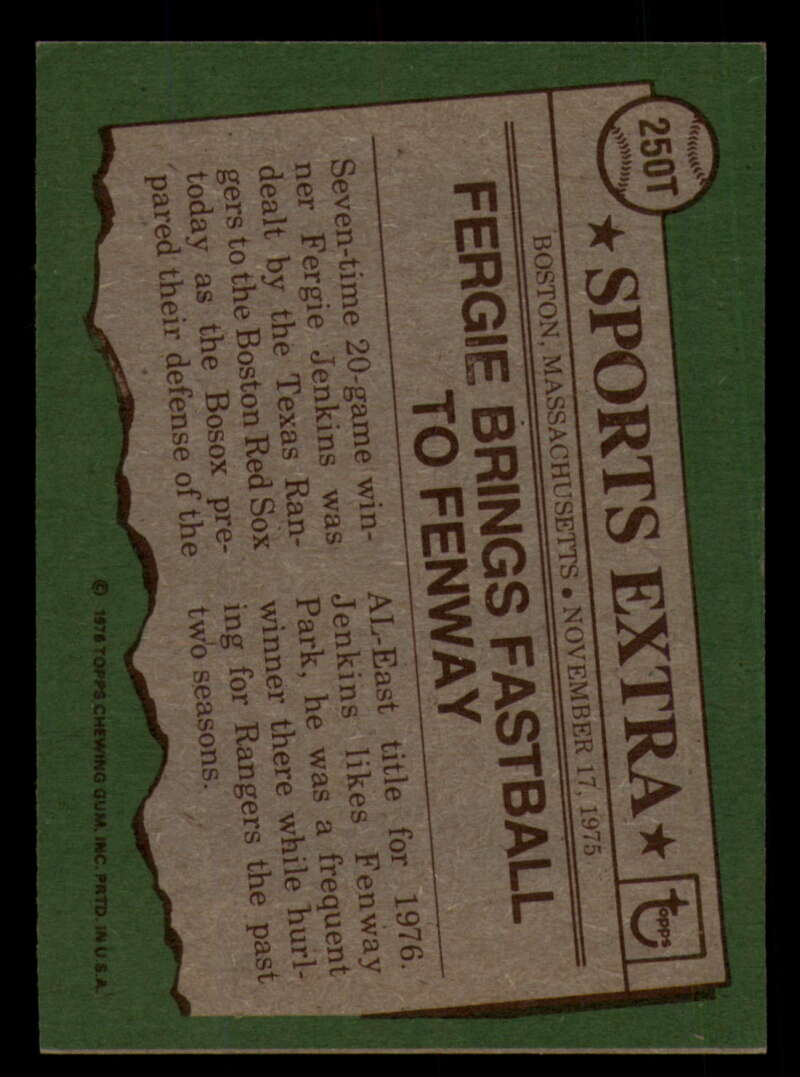 250T
★ SPORTS EXTRA ★
topps
BOSTON, MASSACHUSETTS • NOVEMBER 17, 1975
FERGIE BRINGS FASTBALL
TO FENWAY
Seven-time 20-game win-
ner Fergie Jenkins was
dealt by the Texas Ran-
gers to the Boston Red Sox
today as the Bosox pre-
pared their defense of the
AL-East title for 1976.
Jenkins likes Fenway
Park, he was a frequent
winner there while hurl-
ing for Rangers the past
two seasons.
© 1976 TOPPS CHEWING GUM, INC. PRTD. IN U.S.A.